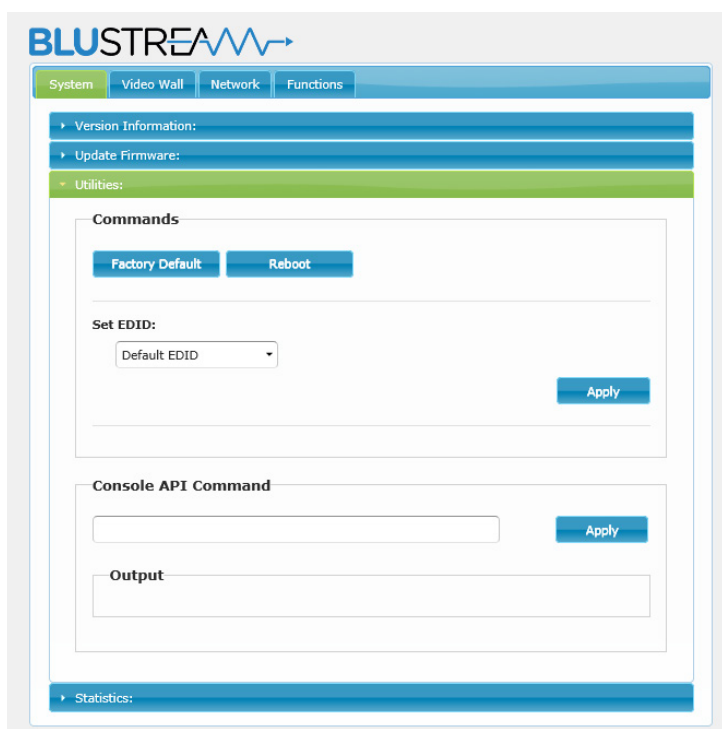 BLUSTREAM
System Video Wall Network Functions
Version Information:
Update Firmware:
Utilities:
Commands
Factory Default Reboot
Set EDID:
Default EDID
Apply
Console API Command
Apply
Output
Statistics: